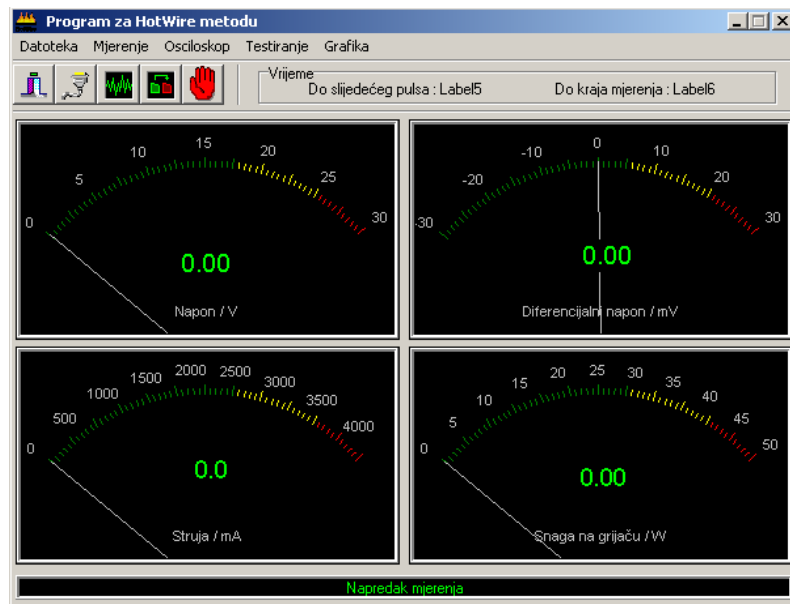 Program za HotWire metodu
Datoteka Mjerenje Osciloskop Testiranje Grafika
Vrijeme
Do slijedećeg pulsa : Label5 Do kraja mjerenja : Label6
0 5 10 15 20 25 30
0.00
Napon / V
-30 -20 -10 0 10 20 30
0.00
Diferencijalni napon / mV
0 500 1000 1500 2000 2500 3000 3500 4000
0.0
Struja / mA
0 5 10 15 20 25 30 35 40 45 50
0.00
Snaga na grijaču / W
Napredak mjerenja